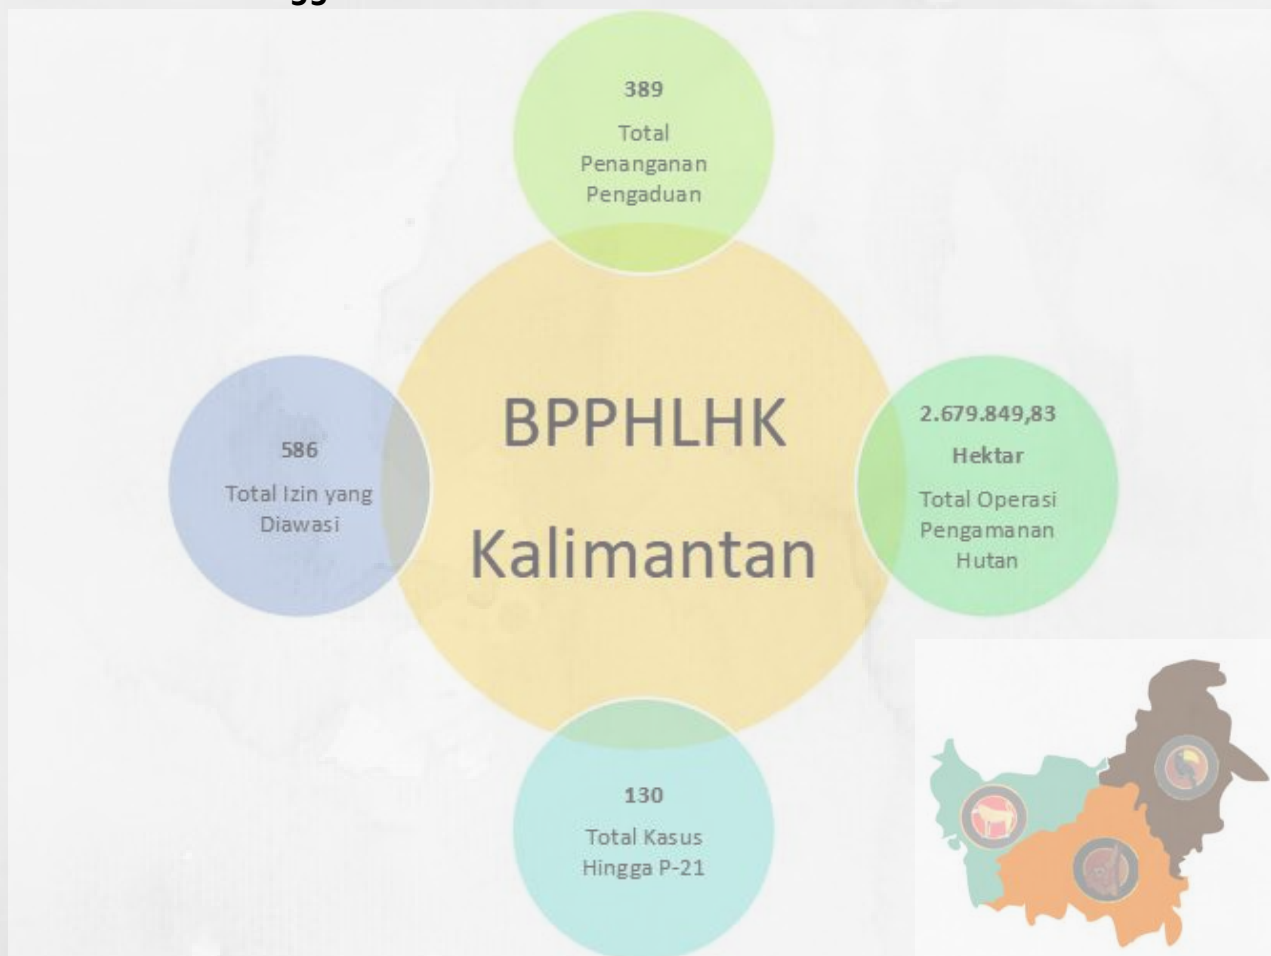 389
Total
Penanganan
Pengaduan
586
Total Izin yang
Diawasi
BPPHLHK
Kalimantan
2.679.849,83
Hektar
Total Operasi
Pengamanan
Hutan
130
Total Kasus
Hingga P-21